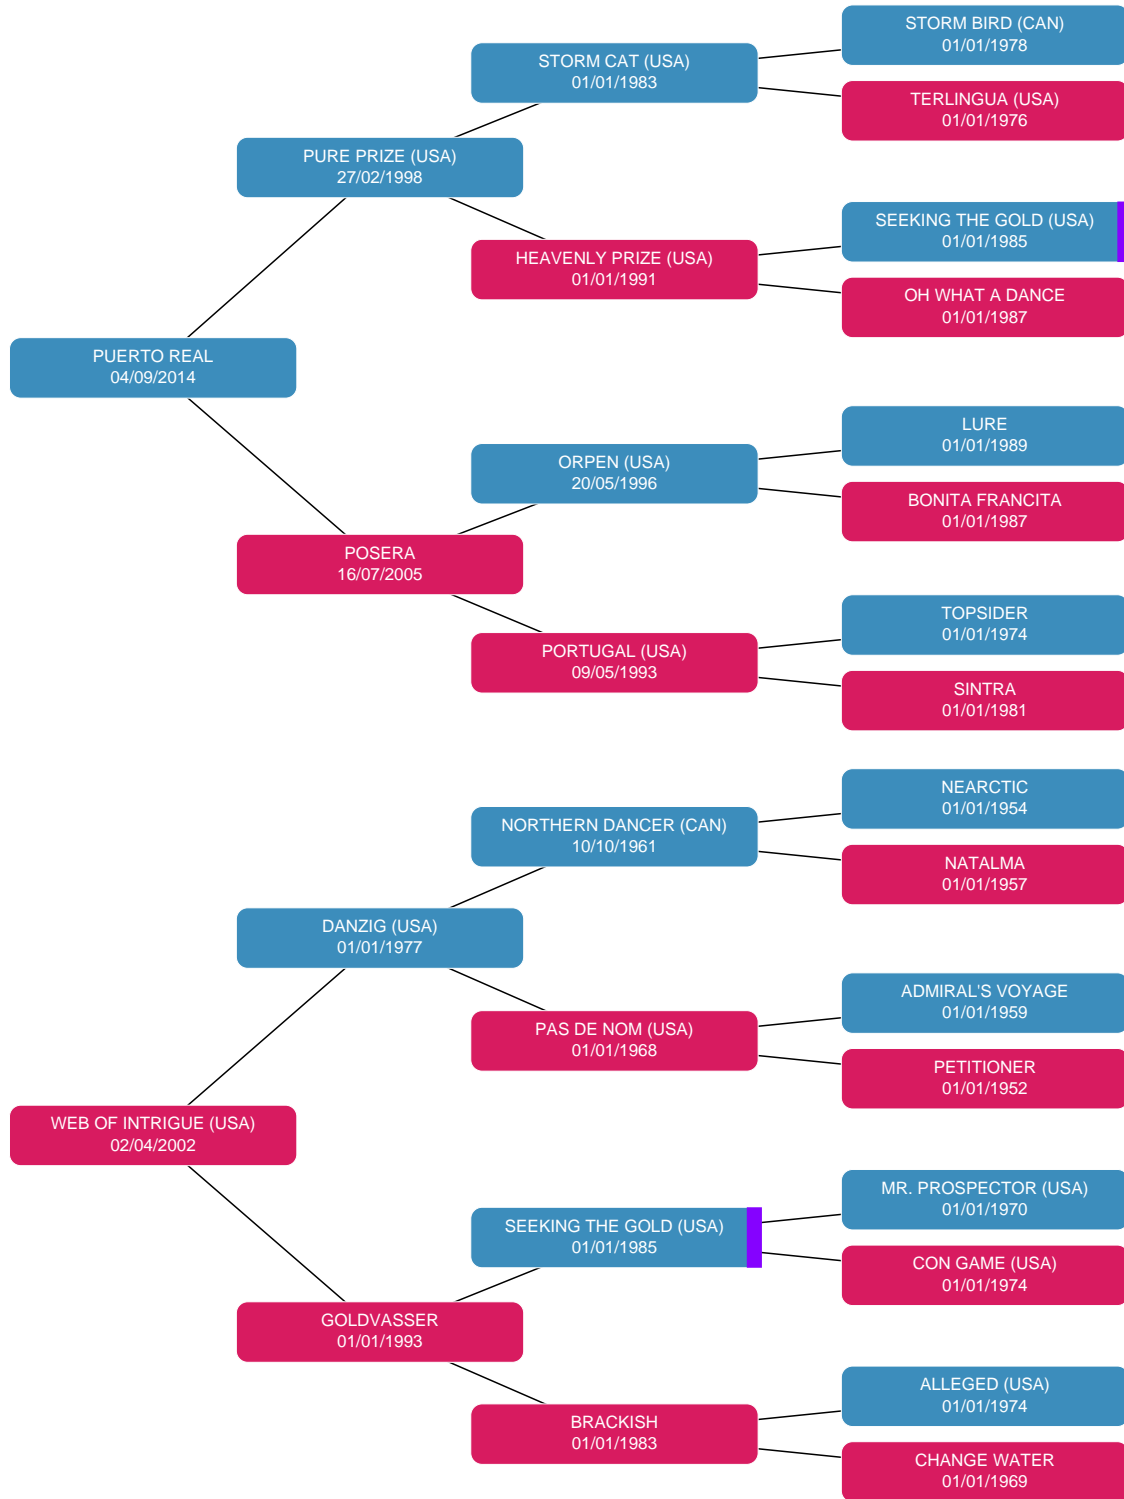 STORM BIRD (CAN)
01/01/1978
STORM CAT (USA)
01/01/1983
TERLINGUA (USA)
01/01/1976
PURE PRIZE (USA)
27/02/1998
SEEKING THE GOLD (USA)
01/01/1985
HEAVENLY PRIZE (USA)
01/01/1991
OH WHAT A DANCE
01/01/1987
PUERTO REAL
04/09/2014
LURE
01/01/1989
ORPEN (USA)
20/05/1996
BONITA FRANCITA
01/01/1987
POSERA
16/07/2005
TOPSIDER
01/01/1974
PORTUGAL (USA)
09/05/1993
SINTRA
01/01/1981
NEARCTIC
01/01/1954
NORTHERN DANCER (CAN)
10/10/1961
NATALMA
01/01/1957
DANZIG (USA)
01/01/1977
ADMIRAL'S VOYAGE
01/01/1959
PAS DE NOM (USA)
01/01/1968
PETITIONER
01/01/1952
WEB OF INTRIGUE (USA)
02/04/2002
MR. PROSPECTOR (USA)
01/01/1970
SEEKING THE GOLD (USA)
01/01/1985
CON GAME (USA)
01/01/1974
GOLDVASSER
01/01/1993
ALLEGED (USA)
01/01/1974
BRACKISH
01/01/1983
CHANGE WATER
01/01/1969